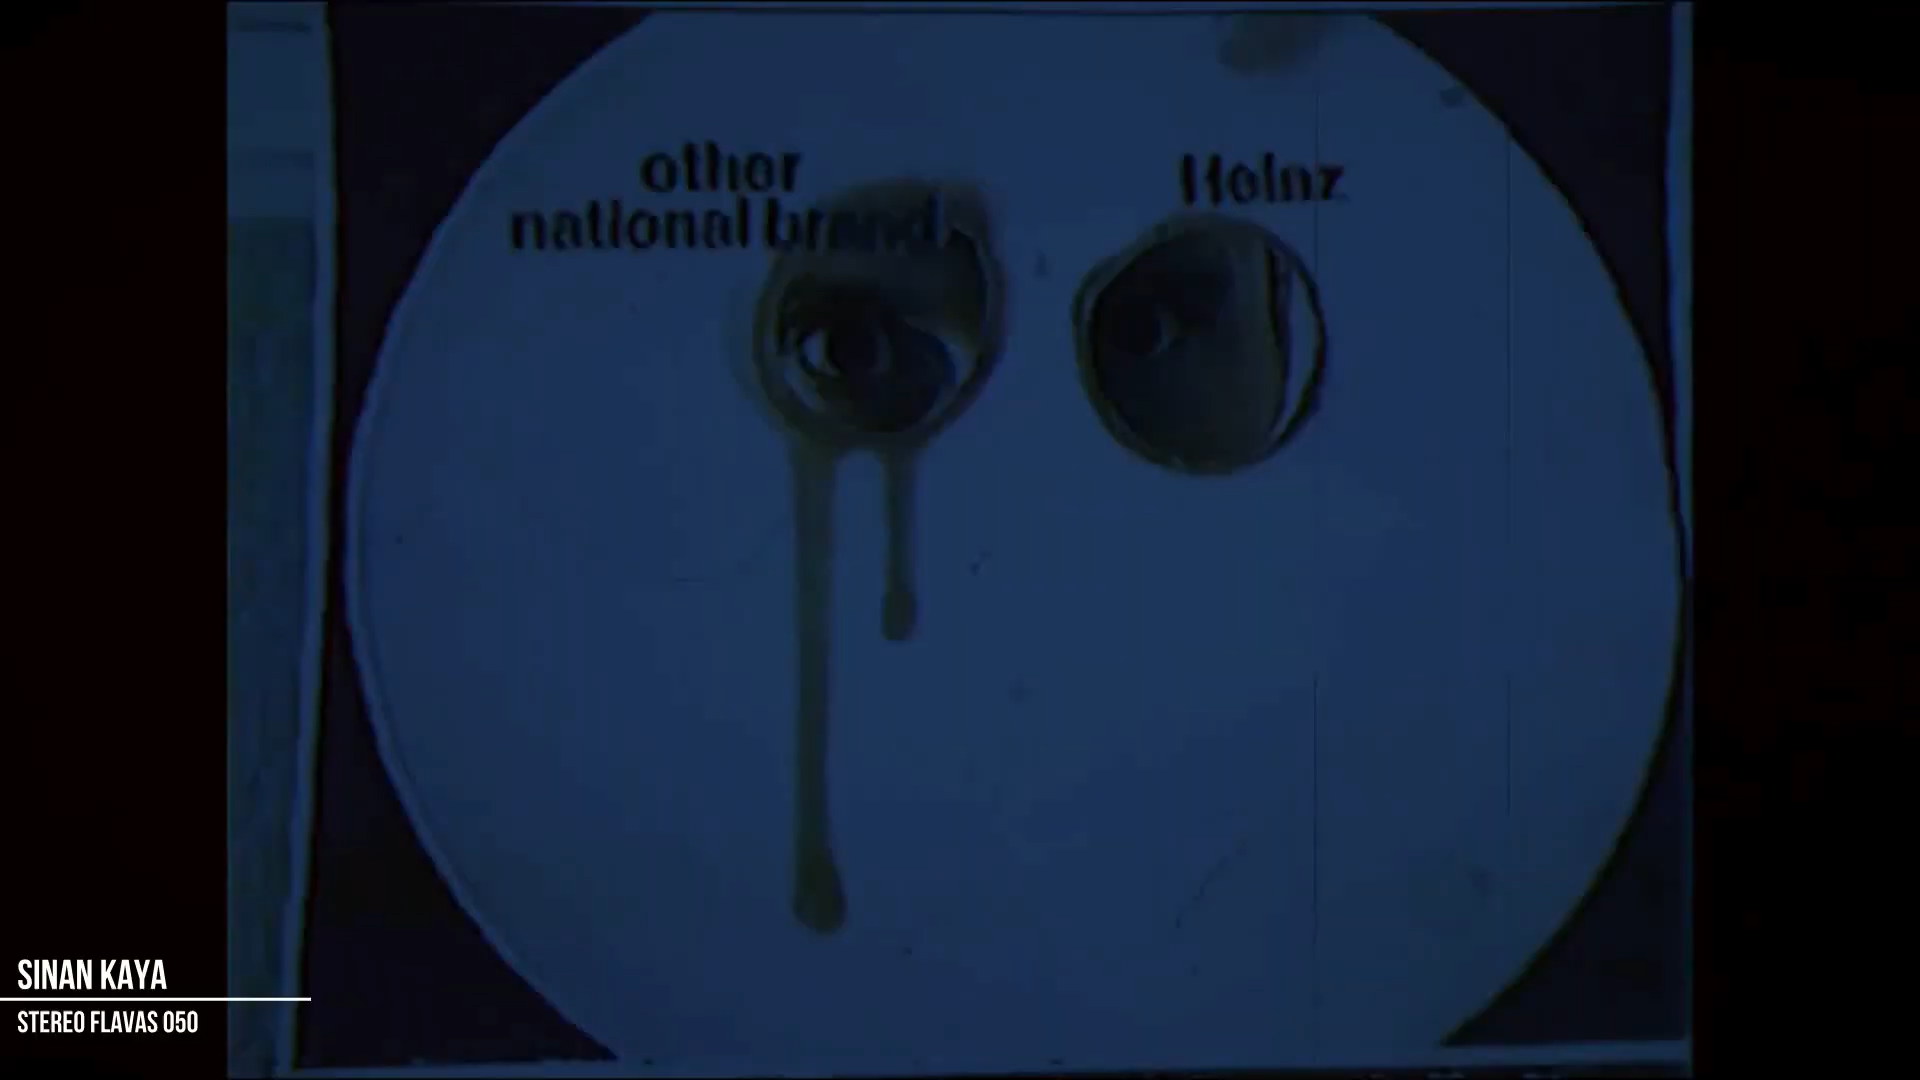 other
national brand
Heinz
SINAN KAYA
STEREO FLAVAS 050